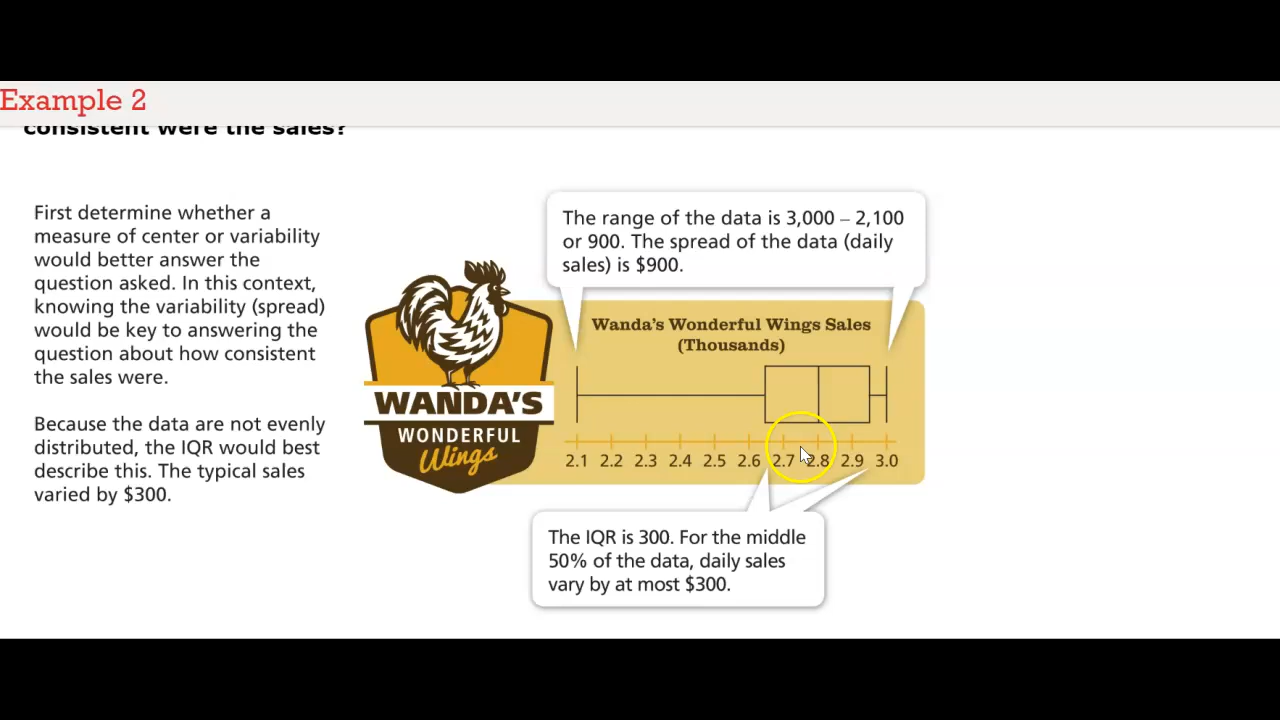 Example 2
consistent were the sales?
First determine whether a
measure of center or variability
would better answer the
question asked. In this context,
knowing the variability (spread)
would be key to answering the
question about how consistent
the sales were.
Because the data are not evenly
distributed, the IQR would best
describe this. The typical sales
varied by $300.
The range of the data is 3,000 – 2,100
or 900. The spread of the data (daily
sales) is $900.
WANDA'S
WONDERFUL
Wings
Wanda's Wonderful Wings Sales
(Thousands)
2.1 2.2 2.3 2.4 2.5 2.6 2.7 2.8 2.9 3.0
The IQR is 300. For the middle
50% of the data, daily sales
vary by at most $300.